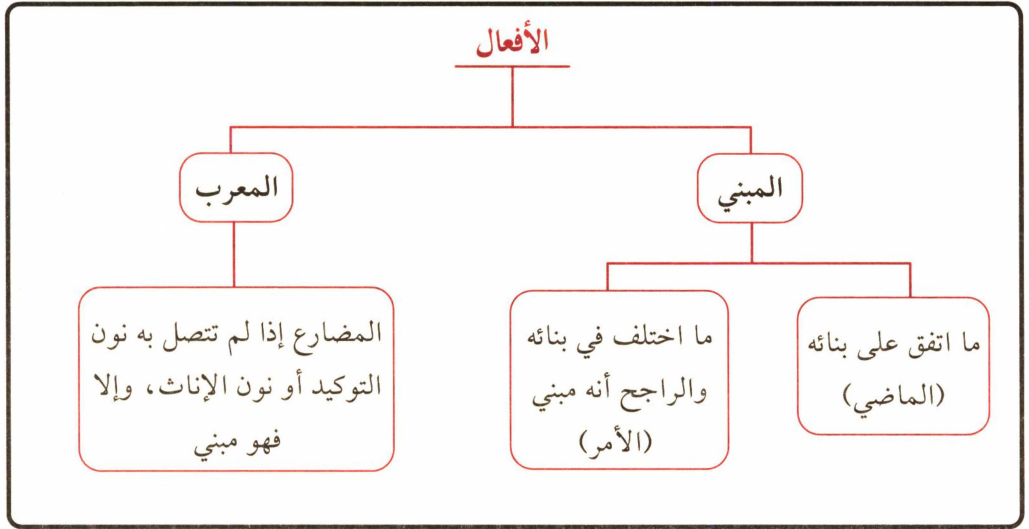 الأفعال
المبني
المعرب
ما اتفق على بنائه
(الماضي)
ما اختلف في بنائه
والراجح أنه مبني
(الأمر)
المضارع إذا لم تتصل به نون
التوكيد أو نون الإناث، وإلا
فهو مبني